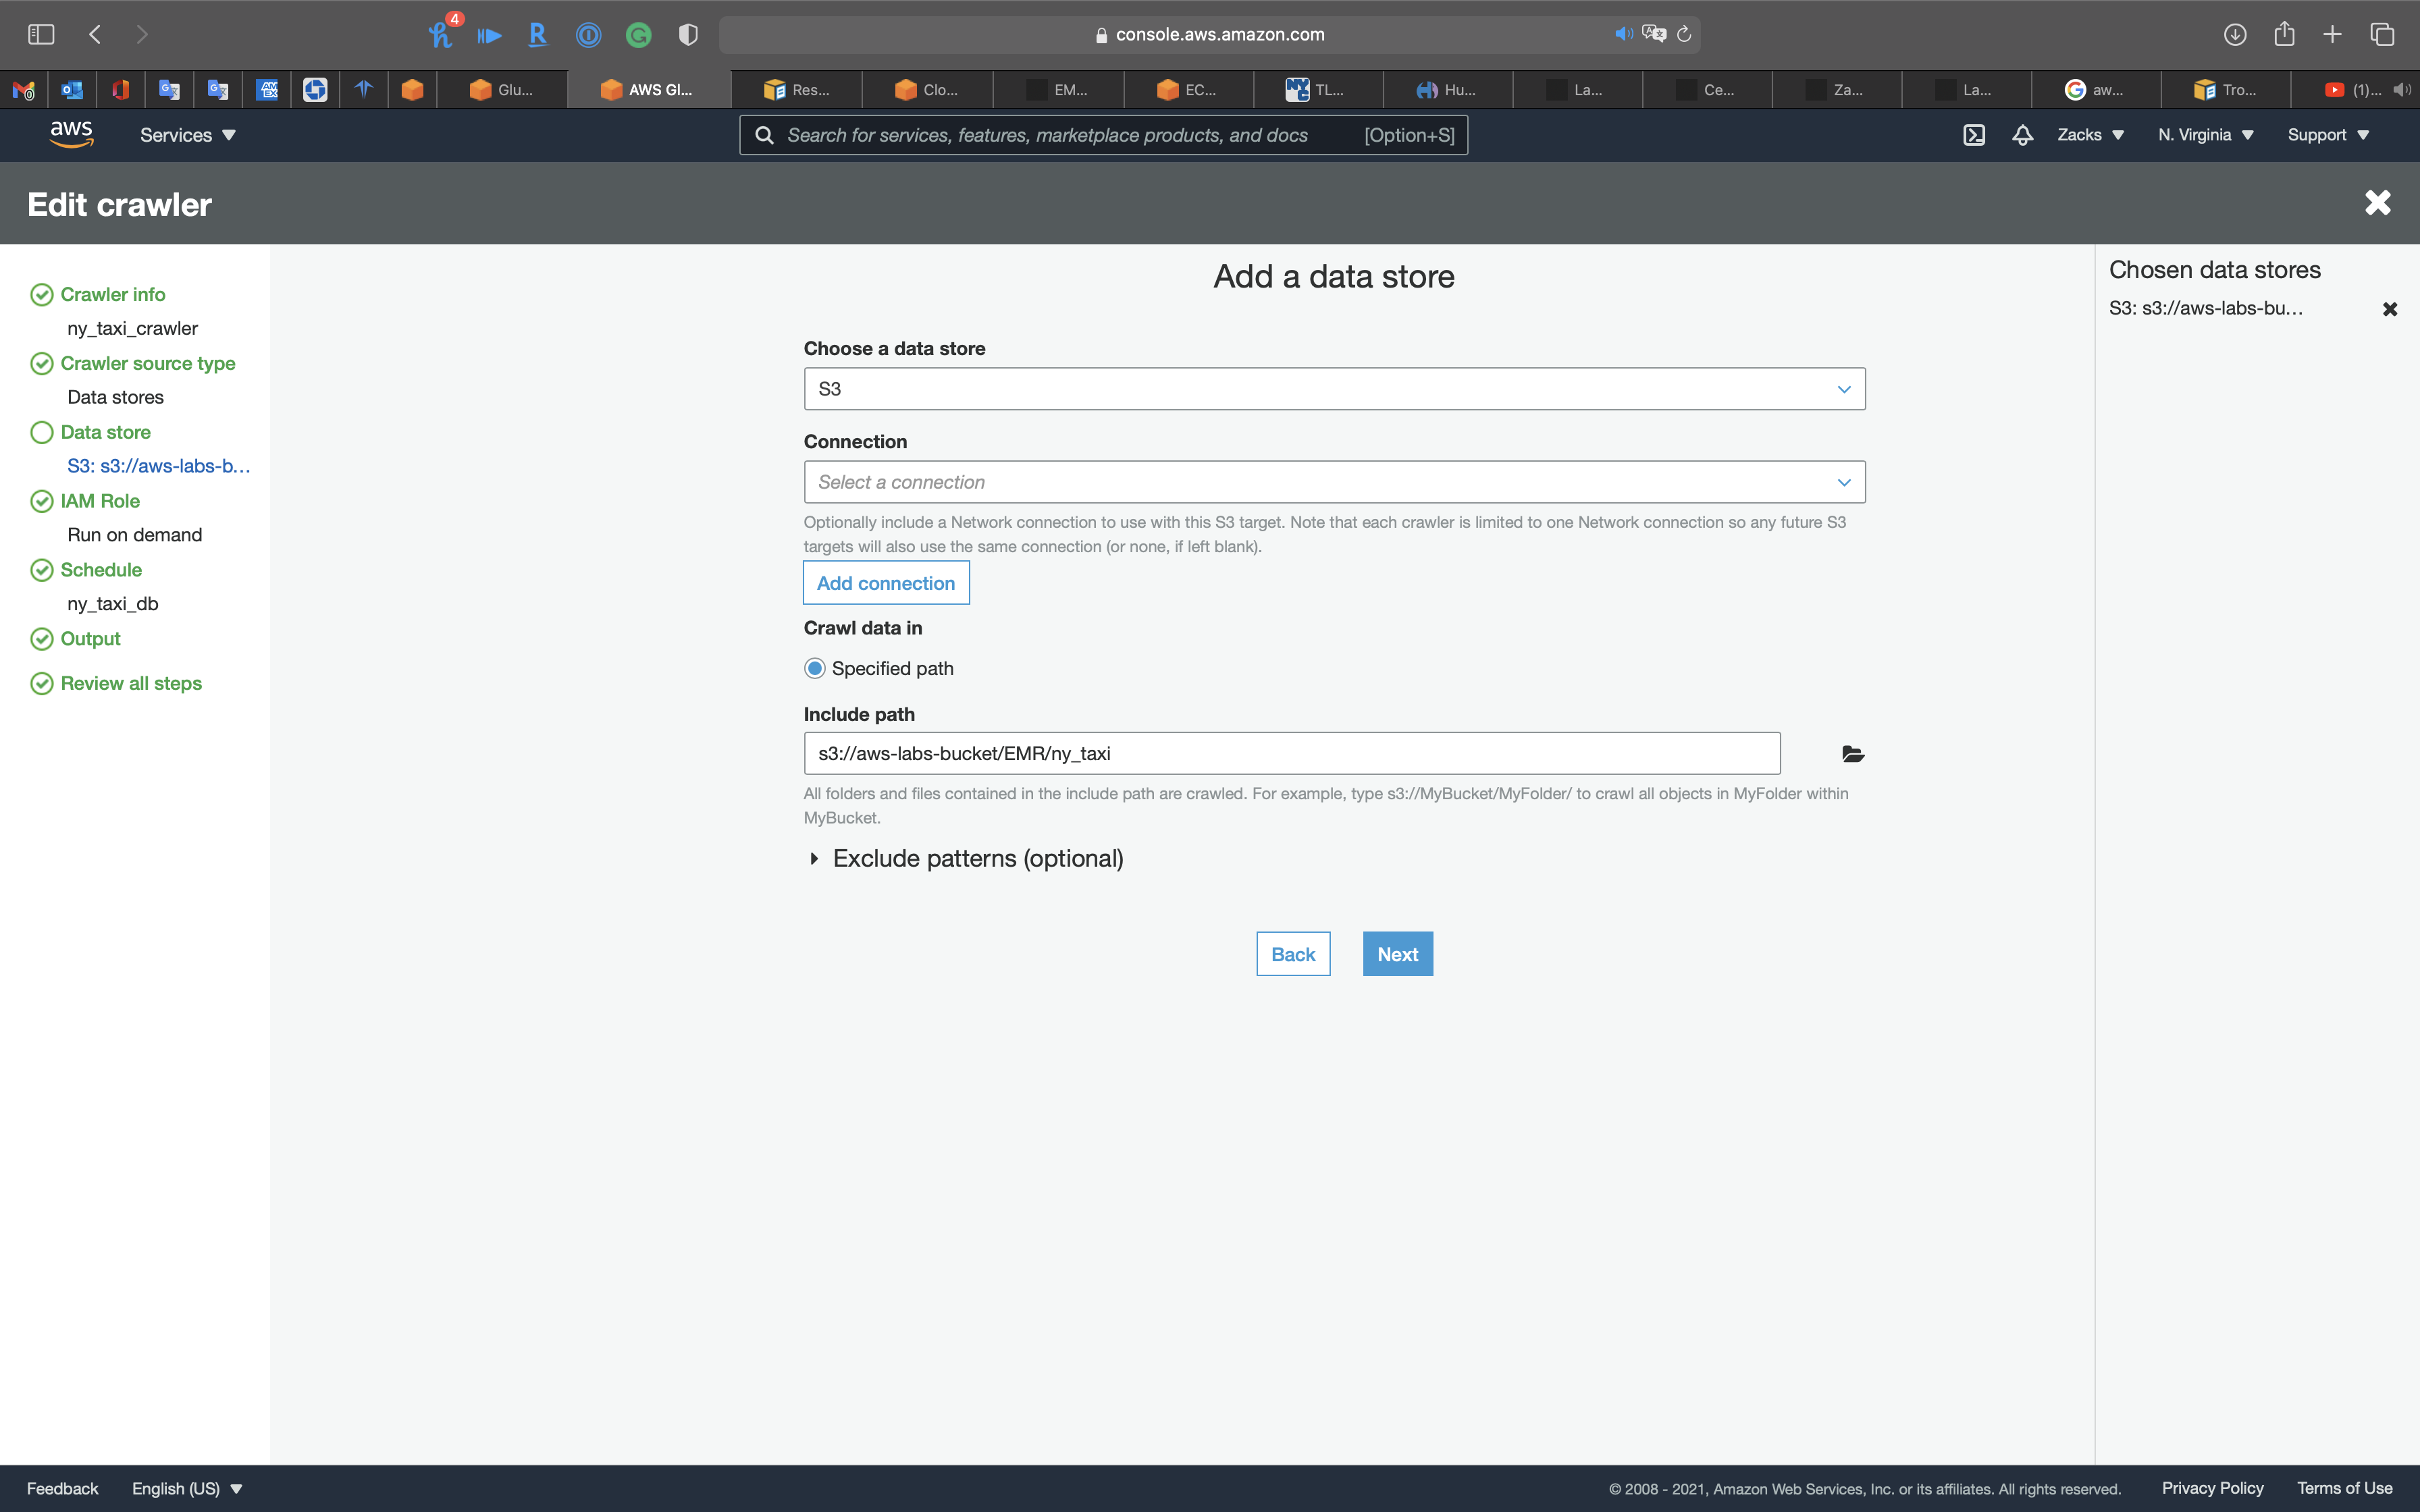 4
console.aws.amazon.com
0
AM
EX
Glu...
AWS Gl...
Res...
Clo...
EM...
EC...
TL...
Hu...
La...
Ce...
Za...
La...
aw...
Tro...
(1)...
aws
Services
Search for services, features, marketplace products, and docs
[Option+S]
Zacks
N. Virginia
Support
Edit crawler
Crawler info
ny_taxi_crawler
Crawler source type
Data stores
Data store
S3: s3://aws-labs-b...
IAM Role
Run on demand
Schedule
ny_taxi_db
Output
Review all steps
Add a data store
Choose a data store
S3
Connection
Select a connection
Optionally include a Network connection to use with this S3 target. Note that each crawler is limited to one Network connection so any future S3
targets will also use the same connection (or none, if left blank).
Add connection
Crawl data in
Specified path
Include path
s3://aws-labs-bucket/EMR/ny_taxi
All folders and files contained in the include path are crawled. For example, type s3://MyBucket/MyFolder/ to crawl all objects in MyFolder within
MyBucket.
Exclude patterns (optional)
Back
Next
Chosen data stores
S3: s3://aws-labs-bu...
Feedback
English (US)
© 2008 - 2021, Amazon Web Services, Inc. or its affiliates. All rights reserved.
Privacy Policy
Terms of Use